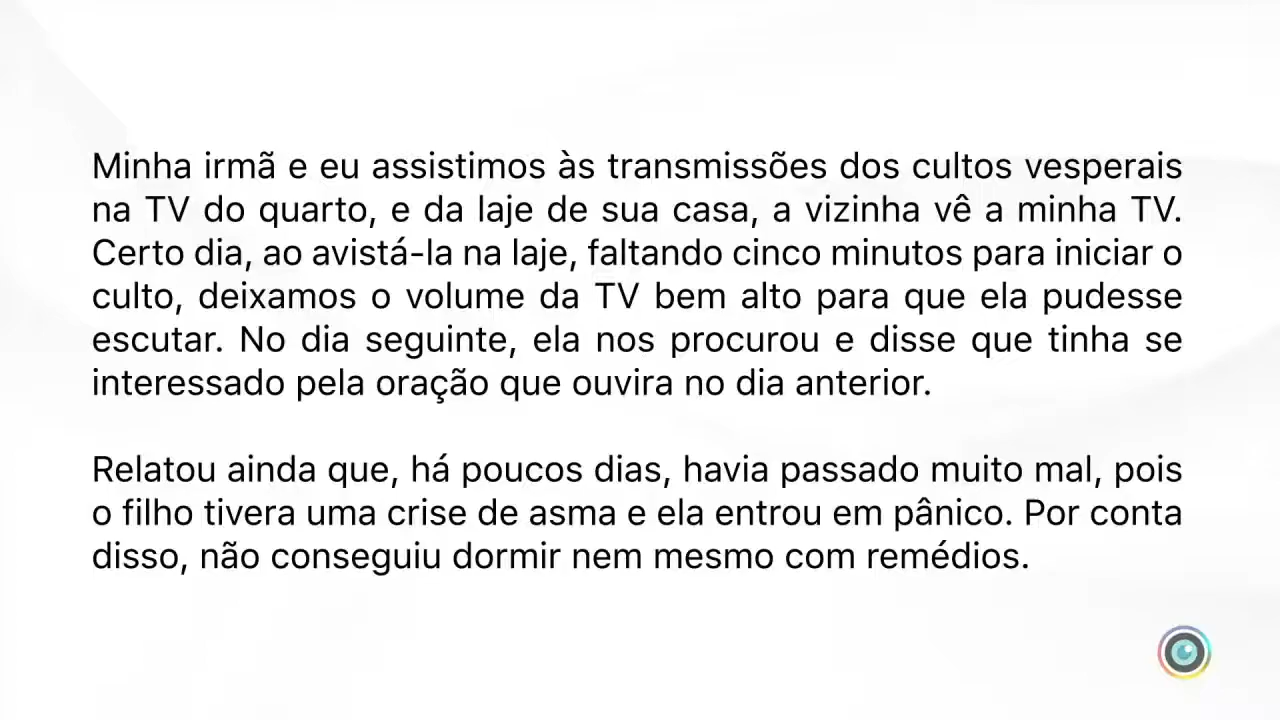 Minha irmã e eu assistimos às transmissões dos cultos vesperais
na TV do quarto, e da laje de sua casa, a vizinha vê a minha TV.
Certo dia, ao avistá-la na laje, faltando cinco minutos para iniciar o
culto, deixamos o volume da TV bem alto para que ela pudesse
escutar. No dia seguinte, ela nos procurou e disse que tinha se
interessado pela oração que ouvira no dia anterior.
Relatou ainda que, há poucos dias, havia passado muito mal, pois
o filho tivera uma crise de asma e ela entrou em pânico. Por conta
disso, não conseguiu dormir nem mesmo com remédios.